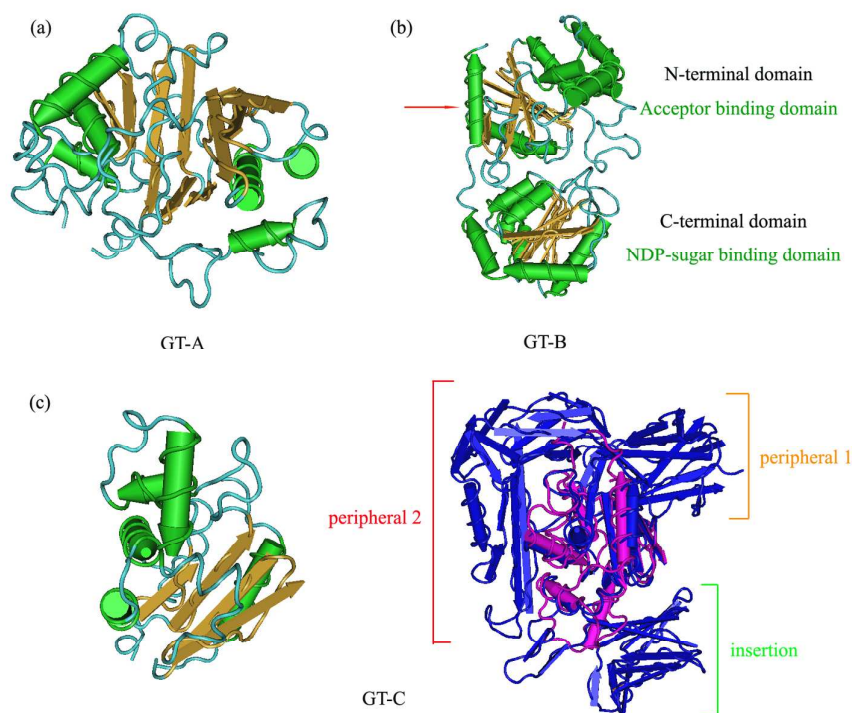 (a)
(b)
N-terminal domain
Acceptor binding domain
C-terminal domain
NDP-sugar binding domain
GT-A
GT-B
(c)
peripheral 1
peripheral 2
insertion
GT-C